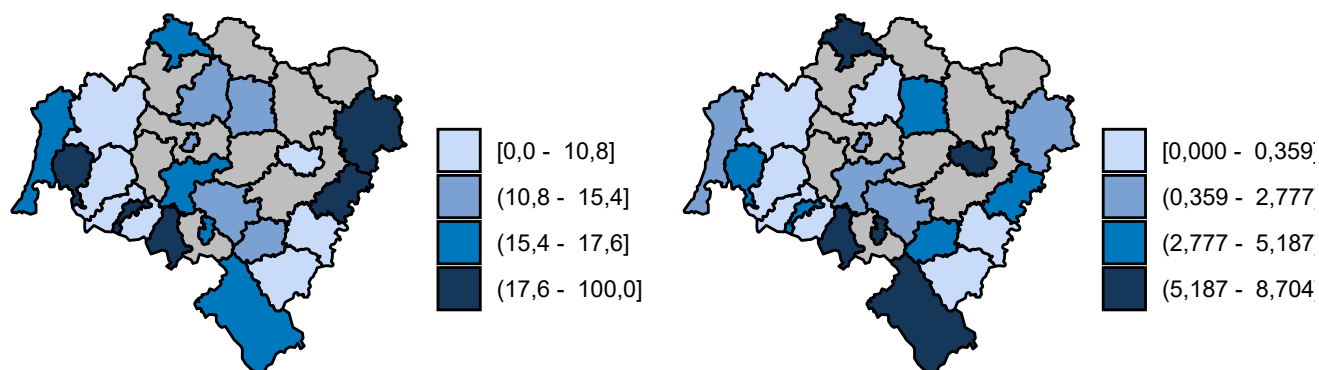 [0,0 - 10,8]
(10,8 - 15,4]
(15,4 - 17,6]
(17,6 - 100,0]
[0,000 - 0,359]
(0,359 - 2,777]
(2,777 - 5,187]
(5,187 - 8,704]